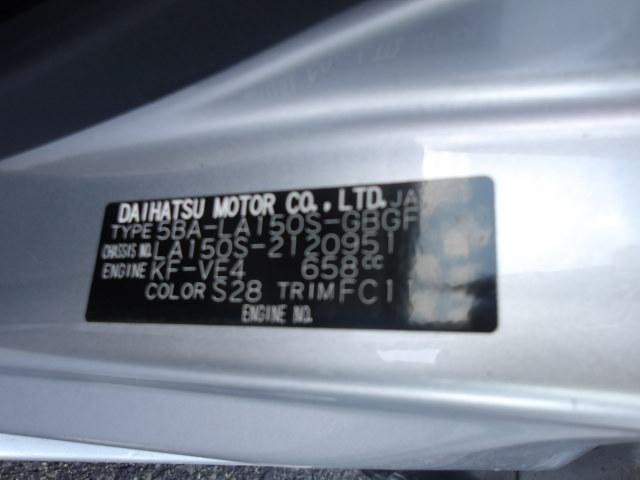 DAIHATSU MOTOR CO., LTD. JA
TYPE 5BA-LA150S-GBGF
CHASSIS NO. LA150S-2120951
ENGINE KF-VE4 658cc
COLOR S28 TRIM FC11
ENGINE NO.